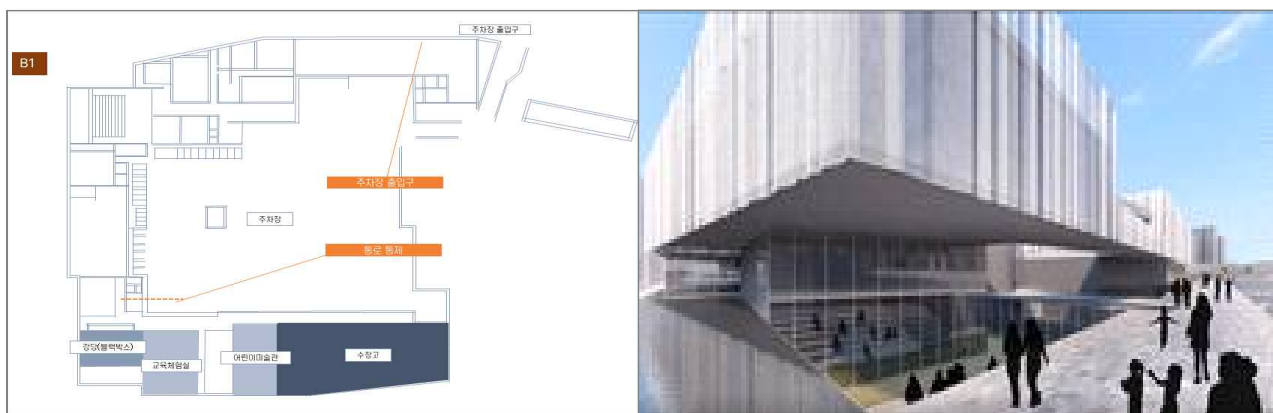 주차장 출입구
B1
주차장 출입구
주차장
통로 통제
강당(블랙박스)
교육체험실
어린이미술관
수장고